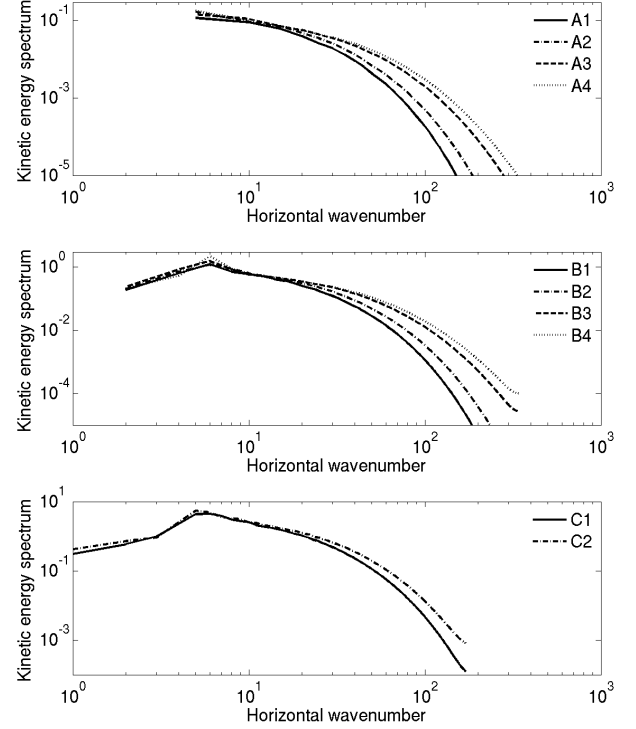 Kinetic energy spectrum
10^-1
10^-3
10^-5
A1
A2
A3
A4
10^0 10^1 10^2 10^3
Horizontal wavenumber
Kinetic energy spectrum
10^0
10^-2
10^-4
B1
B2
B3
B4
10^0 10^1 10^2 10^3
Horizontal wavenumber
Kinetic energy spectrum
10^1
10^-1
10^-3
C1
C2
10^0 10^1 10^2 10^3
Horizontal wavenumber